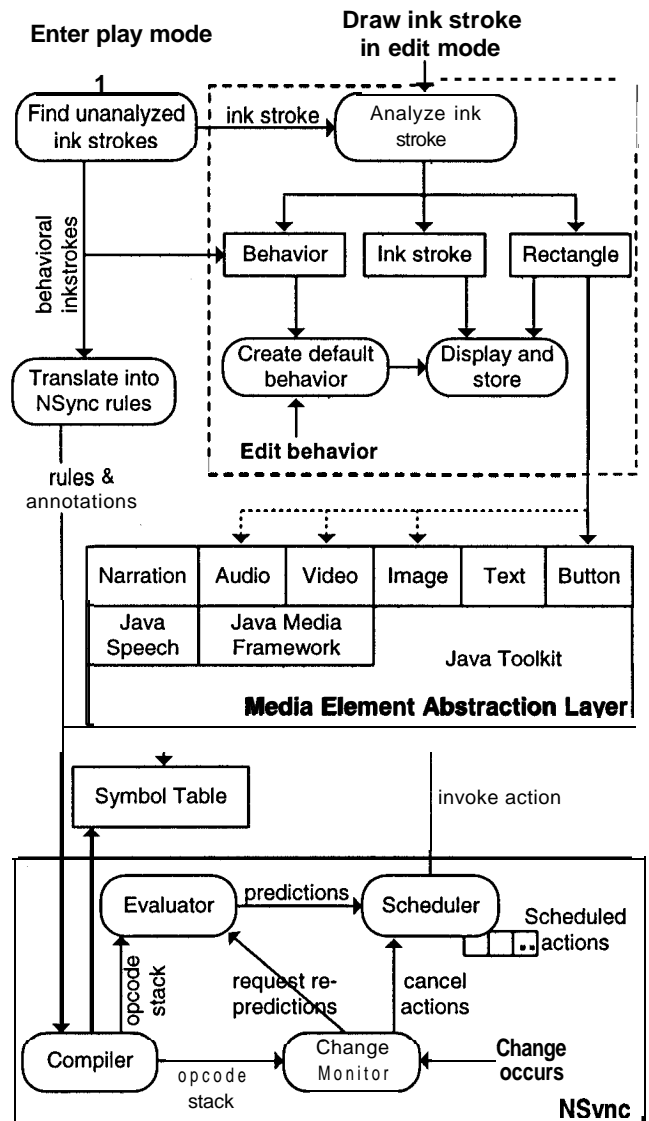 Enter play mode
Draw ink stroke
in edit mode
1
Find unanalyzed
ink strokes
ink stroke
Analyze ink
stroke
behavioral
inkstrokes
Behavior
Ink stroke
Rectangle
Create default
behavior
Display and
store
Translate into
NSync rules
Edit behavior
rules &
annotations
Narration
Audio
Video
Image
Text
Button
Java
Speech
Java Media
Framework
Java Toolkit
Media Element Abstraction Layer
Symbol Table
invoke action
Evaluator
predictions
Scheduler
Scheduled
actions
..
opcode
stack
request re-
predictions
cancel
actions
Compiler
opcode
stack
Change
Monitor
Change
occurs
NSync